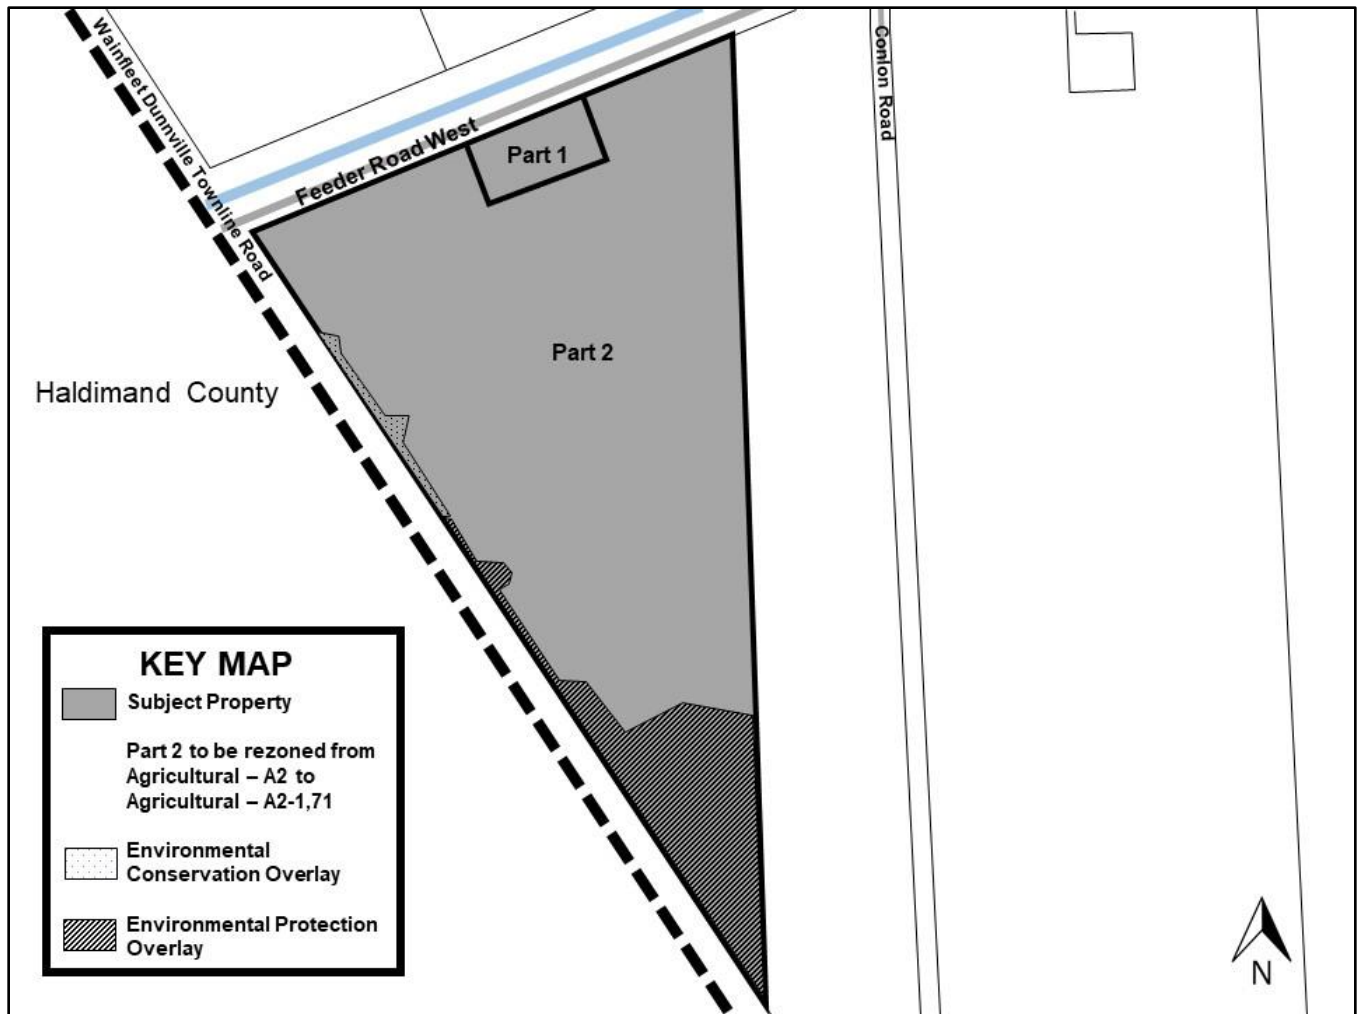 Wainfleet Dunnville Townline Road
Feeder Road West
Conlon Road
Part 1
Part 2
Haldimand County
KEY MAP
Subject Property
Part 2 to be rezoned from
Agricultural – A2 to
Agricultural – A2-1,71
Environmental
Conservation Overlay
Environmental Protection
Overlay
N